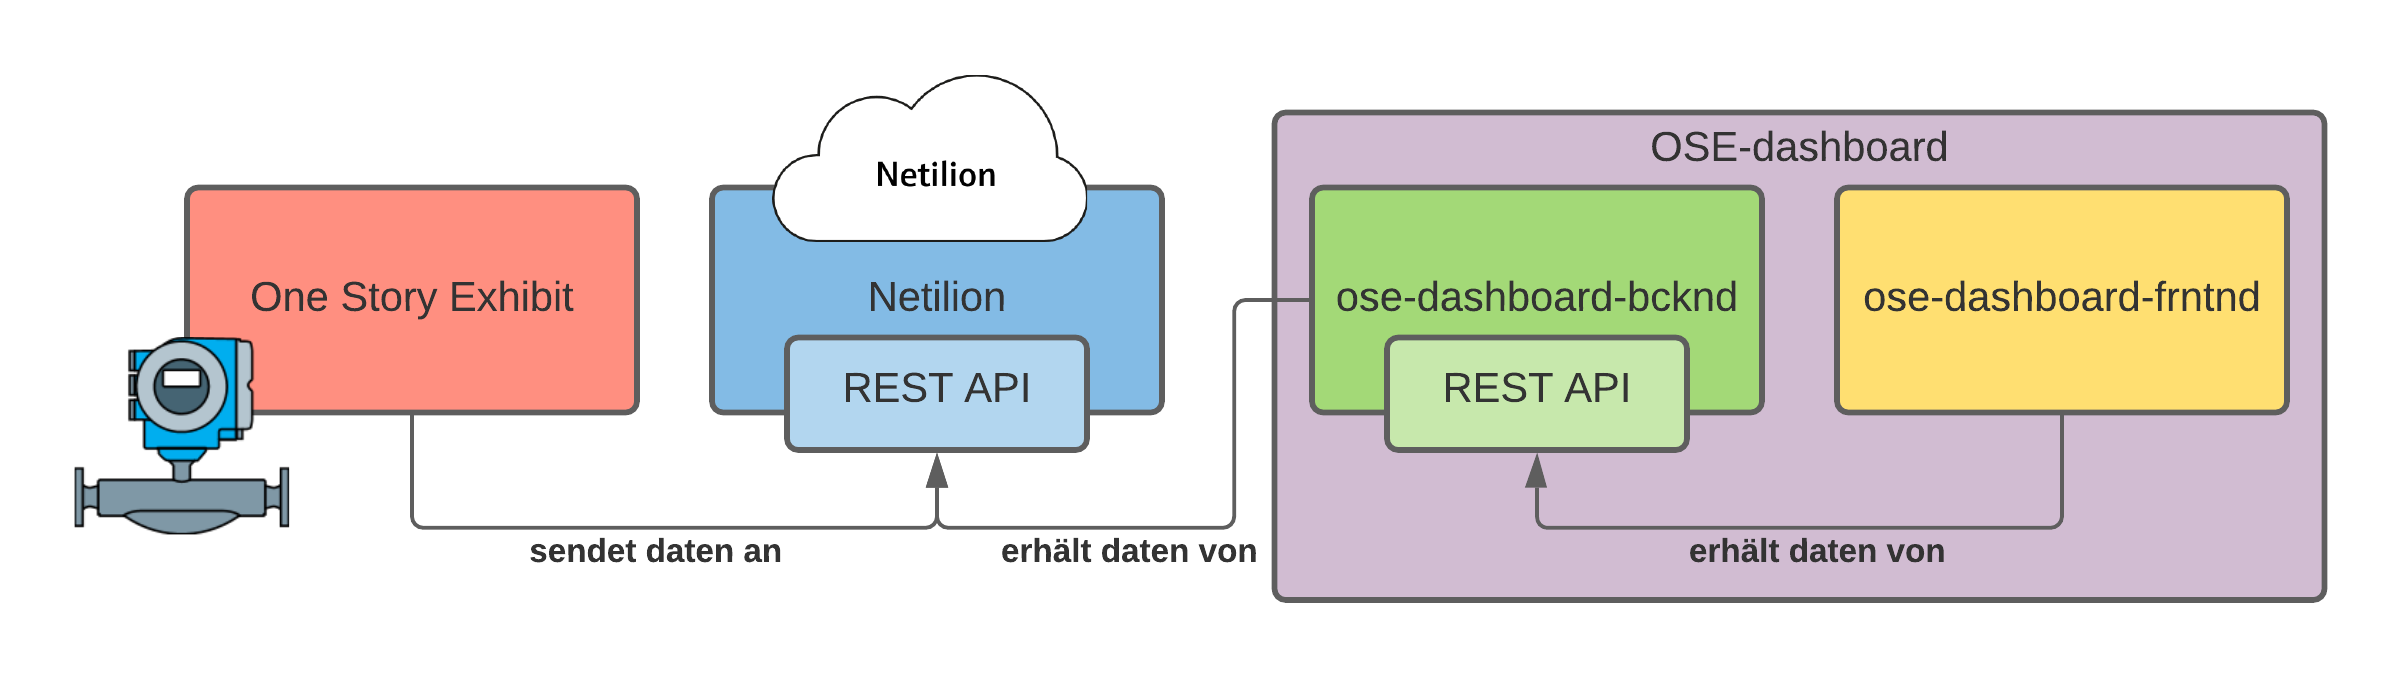 OSE-dashboard
Netilion
One Story Exhibit
Netilion
ose-dashboard-bcknd
ose-dashboard-frntnd
REST API
REST API
sendet daten an
erhält daten von
erhält daten von